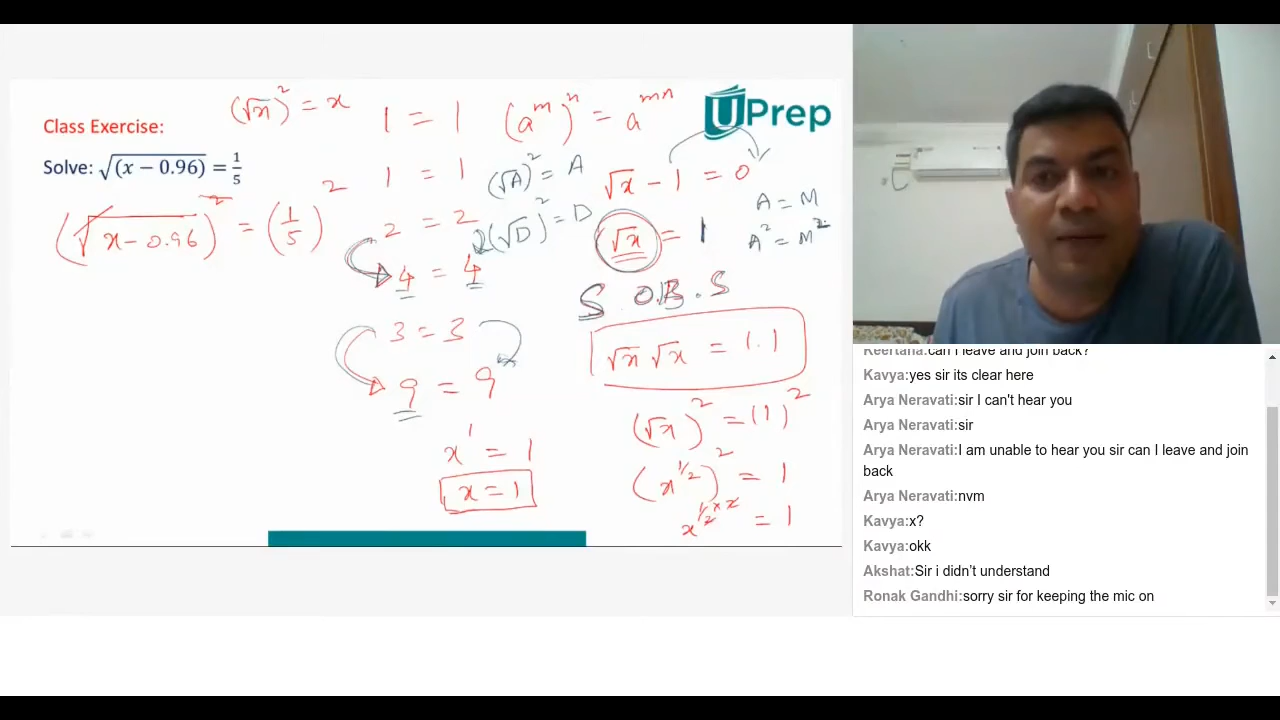 Class Exercise:
Solve: √(x − 0.96) = 1/5
(√x)² = x
(√x−0.96)² = (1/5)²
1 = 1
1 = 1
2 = 2
4 = 4
3 = 3
9 = 9
x¹ = 1
x = 1
(aᵐ)ⁿ = aᵐⁿ
(√A)² = A
(√D)² = D
UPrep
√x − 1 = 0
√x = 1
A = M
A² = M²
S.O.B.S
√x √x = 1.1
(√x)² = (1)²
(x^1/2)² = 1
x^1/2×2 = 1
Keertana:can I leave and join back?
Kavya:yes sir its clear here
Arya Neravati:sir I can't hear you
Arya Neravati:sir
Arya Neravati:I am unable to hear you sir can I leave and join
back
Arya Neravati:nvm
Kavya:x?
Kavya:okk
Akshat:Sir i didn't understand
Ronak Gandhi:sorry sir for keeping the mic on